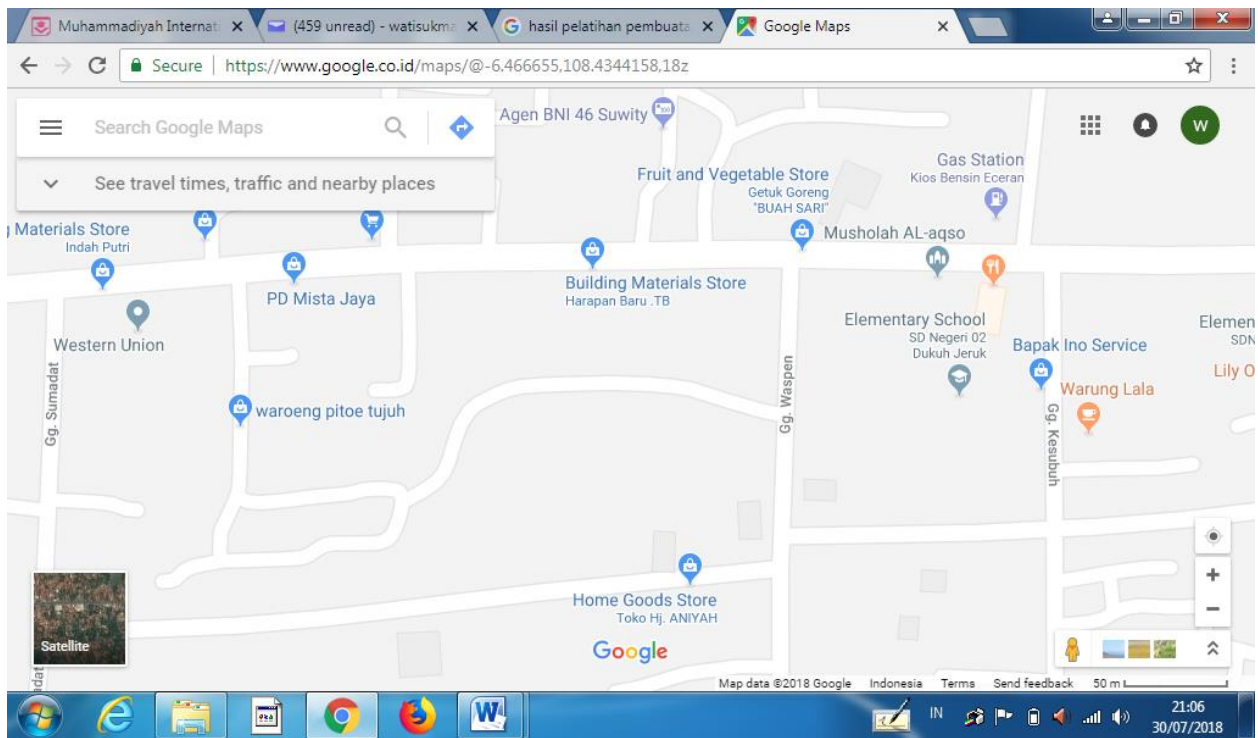 Muhammadiyah Internat
(459 unread) - watisukma
hasil pelatihan pembuata
Google Maps
Secure
https://www.google.co.id/maps/@-6.466655,108.4344158,18z
Search Google Maps
See travel times, traffic and nearby places
Agen BNI 46 Suwity
W
Gas Station
Kios Bensin Eceran
Fruit and Vegetable Store
Getuk Goreng
"BUAH SARI"
Musholah AL-aqso
Materials Store
Indah Putri
PD Mista Jaya
Building Materials Store
Harapan Baru .TB
Western Union
Elementary School
SD Negeri 02
Dukuh Jeruk
Bapak Ino Service
Elemen
SDN
Lily O
Warung Lala
waroeng pitoe tujuh
Gg. Sumadat
Gg. Waspen
Gg. Kesubuh
Home Goods Store
Toko Hj. ANIYAH
Satellite
Google
adat
Map data ©2018 Google Indonesia Terms Send feedback 50 m
IN
21:06
30/07/2018